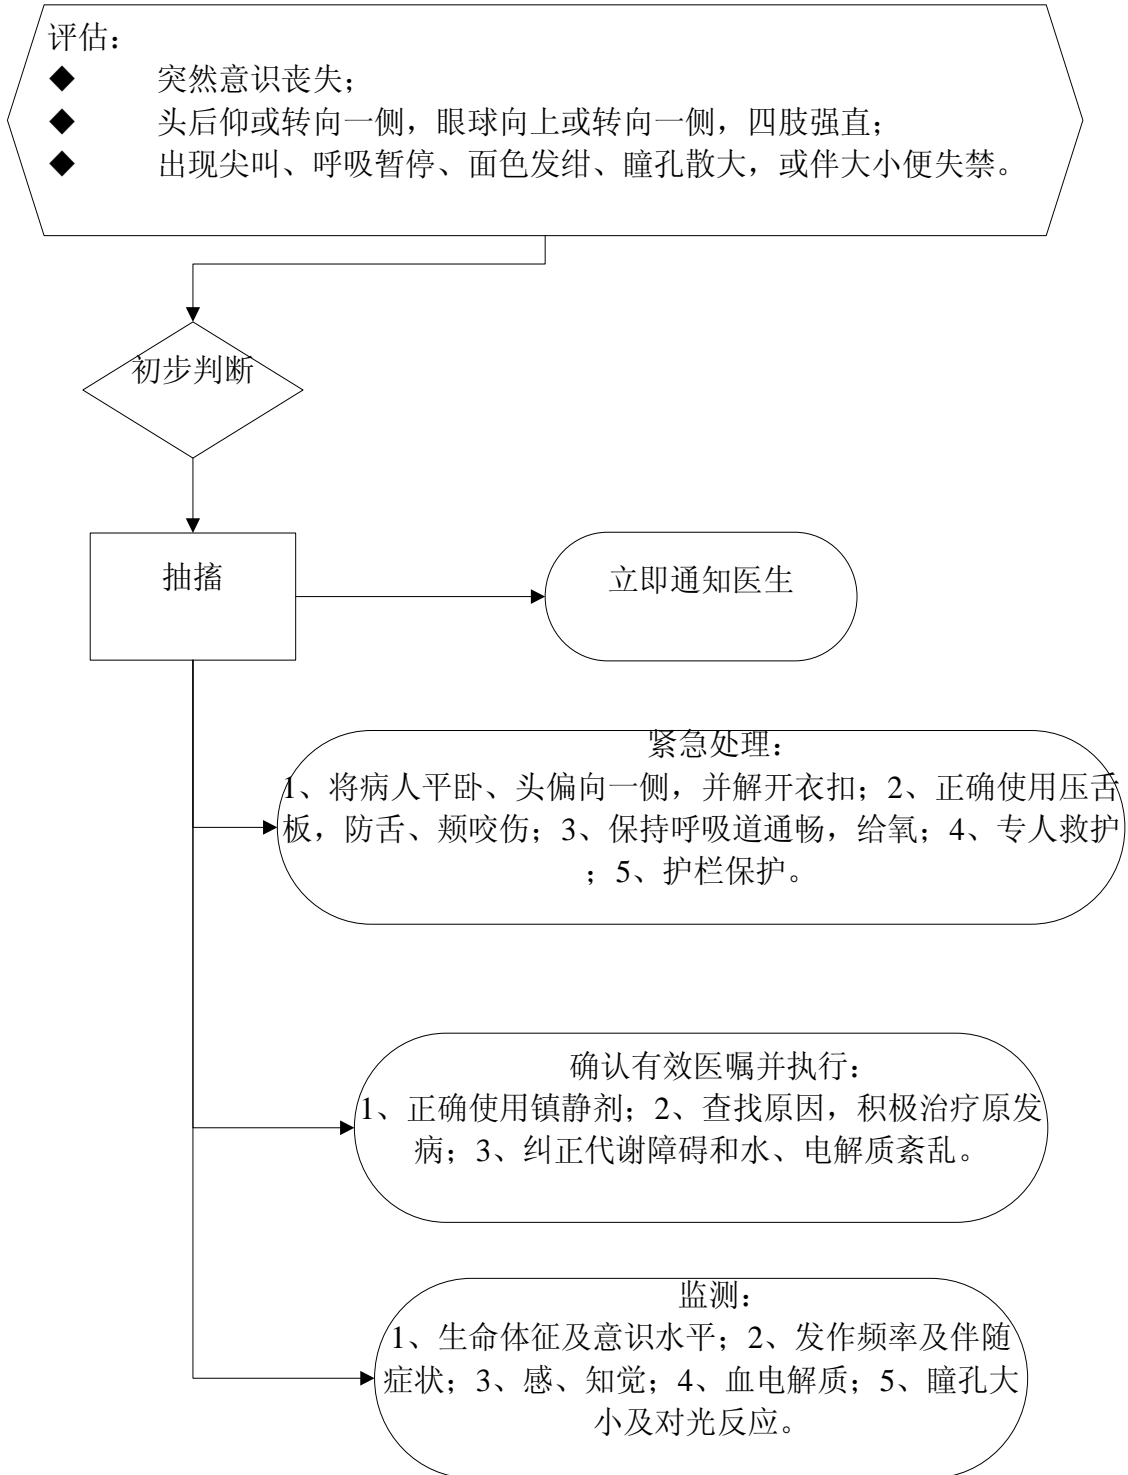 评估：
◆ 突然意识丧失；
◆ 头后仰或转向一侧，眼球向上或转向一侧，四肢强直；
◆ 出现尖叫、呼吸暂停、面色发绀、瞳孔散大，或伴大小便失禁。
初步判断
抽搐
立即通知医生
紧急处理：
1、将病人平卧、头偏向一侧，并解开衣扣；2、正确使用压舌
板，防舌、颊咬伤；3、保持呼吸道通畅，给氧；4、专人救护
；5、护栏保护。
确认有效医嘱并执行：
1、正确使用镇静剂；2、查找原因，积极治疗原发
病；3、纠正代谢障碍和水、电解质紊乱。
监测：
1、生命体征及意识水平；2、发作频率及伴随
症状；3、感、知觉；4、血电解质；5、瞳孔大
小及对光反应。